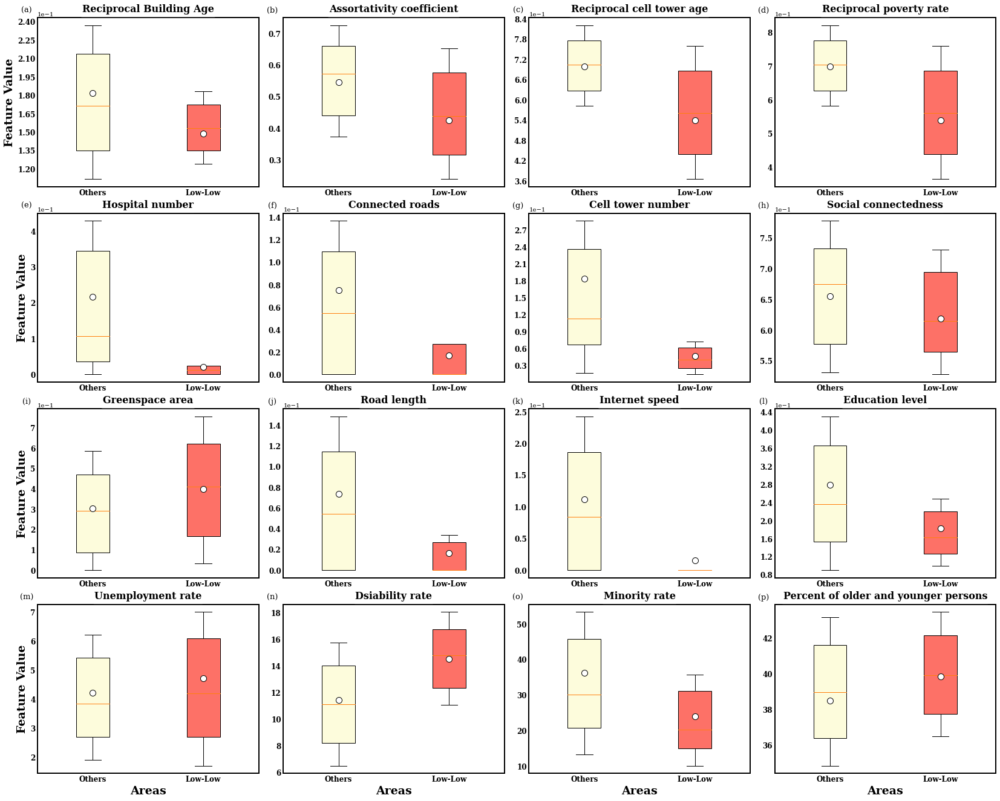 (a) Reciprocal Building Age
1e−1
2.40
2.25
2.10
1.95
1.80
1.65
1.50
1.35
1.20
Feature Value
Others Low-Low
(b) Assortativity coefficient
0.7
0.6
0.5
0.4
0.3
Others Low-Low
(c) Reciprocal cell tower age
1e−1
8.4
7.8
7.2
6.6
6.0
5.4
4.8
4.2
3.6
Others Low-Low
(d) Reciprocal poverty rate
1e−1
8
7
6
5
4
Others Low-Low
(e) Hospital number
1e−1
4
3
2
1
0
Feature Value
Others Low-Low
(f) Connected roads
1e−1
1.4
1.2
1.0
0.8
0.6
0.4
0.2
0.0
Others Low-Low
(g) Cell tower number
1e−1
2.7
2.4
2.1
1.8
1.5
1.2
0.9
0.6
0.3
Others Low-Low
(h) Social connectedness
1e−1
7.5
7.0
6.5
6.0
5.5
Others Low-Low
(i) Greenspace area
1e−1
7
6
5
4
3
2
1
0
Feature Value
Others Low-Low
(j) Road length
1e−1
1.4
1.2
1.0
0.8
0.6
0.4
0.2
0.0
Others Low-Low
(k) Internet speed
1e−1
2.5
2.0
1.5
1.0
0.5
0.0
Others Low-Low
(l) Education level
1e−1
4.4
4.0
3.6
3.2
2.8
2.4
2.0
1.6
1.2
0.8
Others Low-Low
(m) Unemployment rate
7
6
5
4
3
2
Feature Value
Others Low-Low
Areas
(n) Dsiability rate
18
16
14
12
10
8
6
Others Low-Low
Areas
(o) Minority rate
50
40
30
20
10
Others Low-Low
Areas
(p) Percent of older and younger persons
42
40
38
36
Others Low-Low
Areas